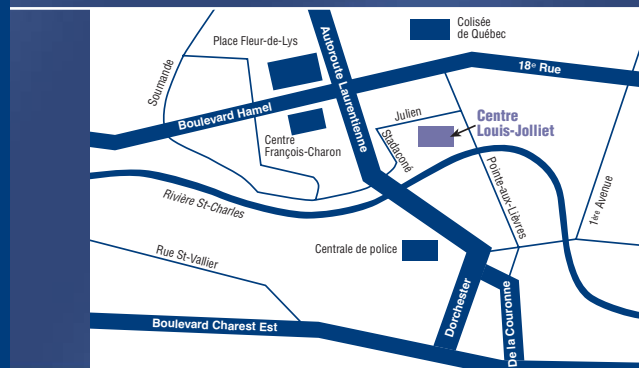 Colisée
de Québec
Place Fleur-de-Lys
Autoroute Laurentienne
18e Rue
Soumande
Boulevard Hamel
Julien
Centre
Louis-Jolliet
Centre
François-Charon
Stadaconé
Pointe-aux-Lièvres
1ère Avenue
Rivière St-Charles
Rue St-Vallier
Centrale de police
Dorchester
De la Couronne
Boulevard Charest Est